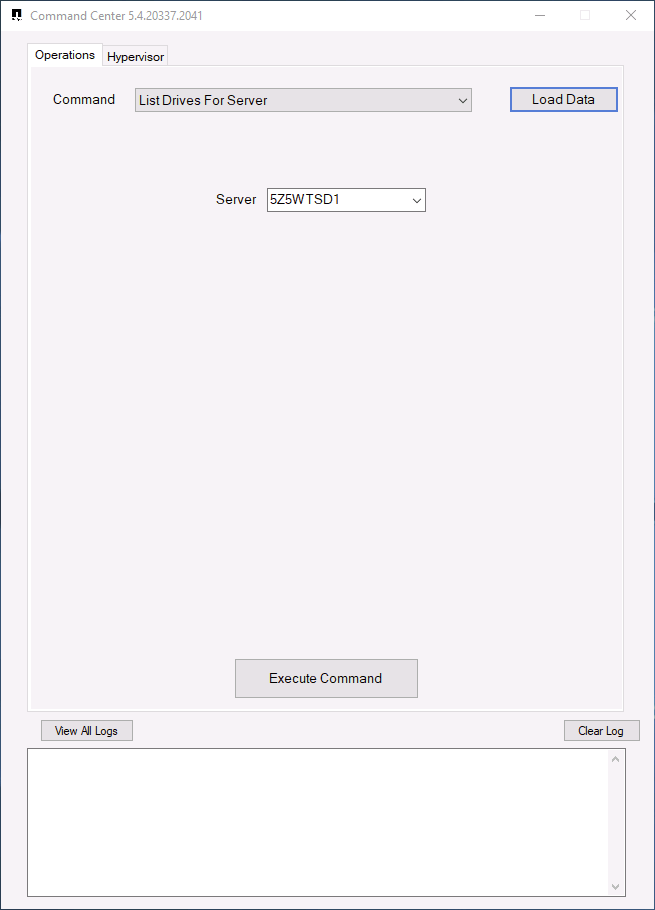 Command Center 5.4.20337.2041
Operations
Hypervisor
Command
List Drives For Server
Load Data
Server
5Z5WTSD1
Execute Command
View All Logs
Clear Log